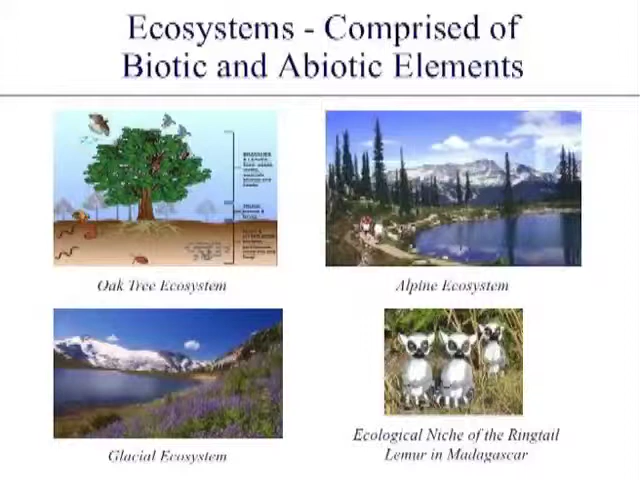 Ecosystems - Comprised of
Biotic and Abiotic Elements
Oak Tree Ecosystem
Alpine Ecosystem
Glacial Ecosystem
Ecological Niche of the Ringtail
Lemur in Madagascar